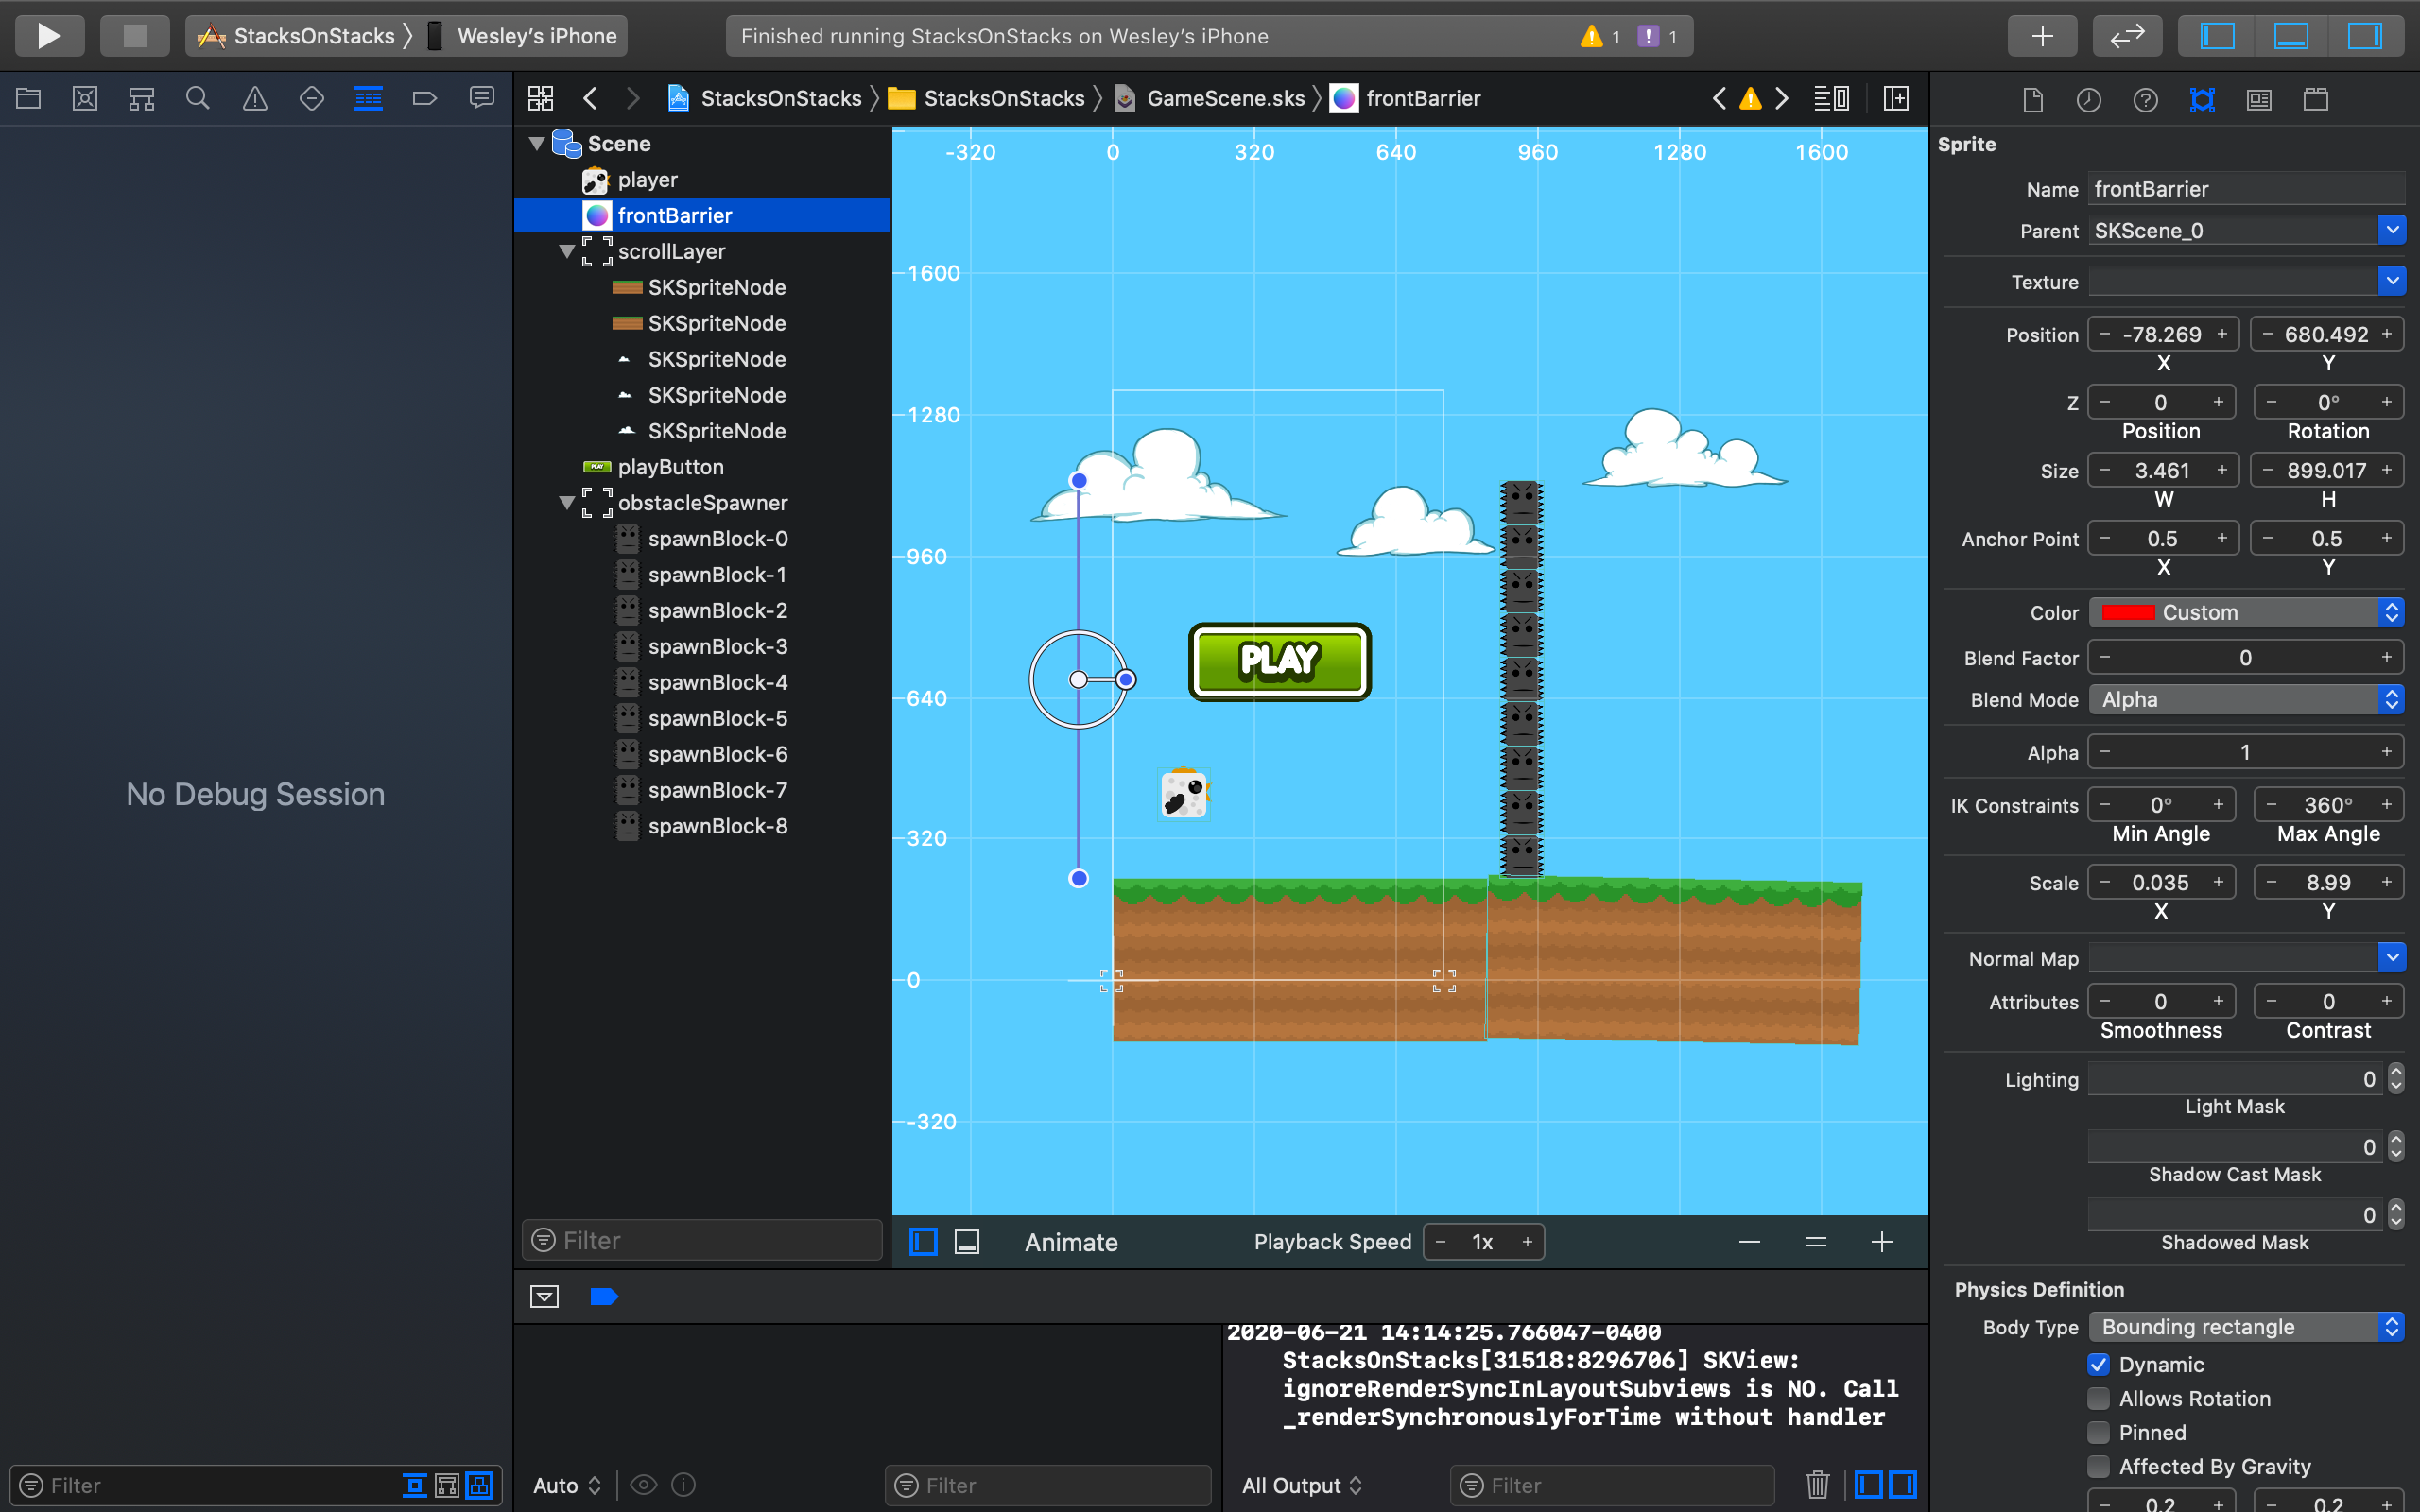 StacksOnStacks
Wesley's iPhone
Finished running StacksOnStacks on Wesley's iPhone
1
1
StacksOnStacks
StacksOnStacks
GameScene.sks
frontBarrier
No Debug Session
Filter
Scene
player
frontBarrier
scrollLayer
SKSpriteNode
SKSpriteNode
SKSpriteNode
SKSpriteNode
SKSpriteNode
playButton
obstacleSpawner
spawnBlock-0
spawnBlock-1
spawnBlock-2
spawnBlock-3
spawnBlock-4
spawnBlock-5
spawnBlock-6
spawnBlock-7
spawnBlock-8
Filter
-320 0 320 640 960 1280 1600
1600
1280
960
640
320
0
-320
PLAY
Animate
Playback Speed − 1x +
2020-06-21 14:14:25.766047-0400
StacksOnStacks[31518:8296706] SKView:
ignoreRenderSyncInLayoutSubviews is NO. Call
_renderSynchronouslyForTime without handler
Auto
Filter
All Output
Filter
Sprite
Name frontBarrier
Parent SKScene_0
Texture
Position − -78.269 + − 680.492 +
X Y
Z − 0 + − 0° +
Position Rotation
Size − 3.461 + − 899.017 +
W H
Anchor Point − 0.5 + − 0.5 +
X Y
Color Custom
Blend Factor − 0 +
Blend Mode Alpha
Alpha − 1 +
IK Constraints − 0° + − 360° +
Min Angle Max Angle
Scale − 0.035 + − 8.99 +
X Y
Normal Map
Attributes − 0 + − 0 +
Smoothness Contrast
Lighting 0
Light Mask
0
Shadow Cast Mask
0
Shadowed Mask
Physics Definition
Body Type Bounding rectangle
Dynamic
Allows Rotation
Pinned
Affected By Gravity
− 0.2 + − 0.2 +